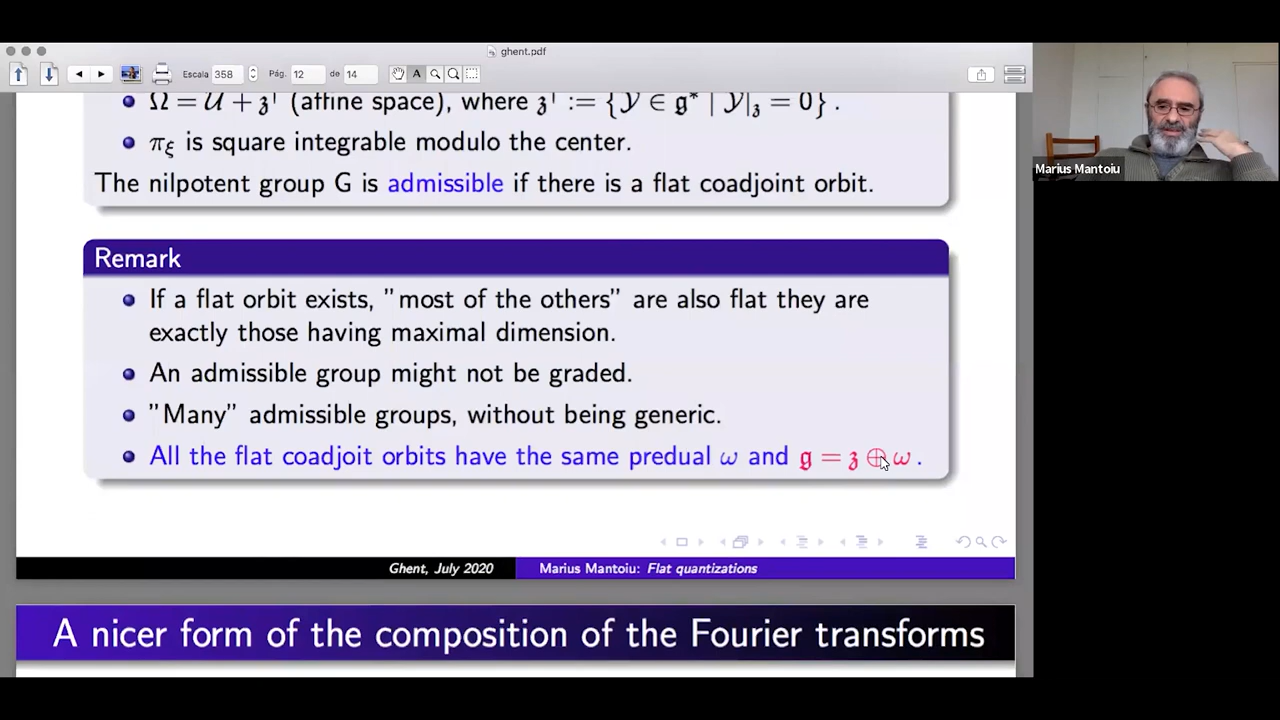 ghent.pdf
Escala 358 Pág. 12 de 14
Ω = 𝒰 + 𝔷† (affine space), where 𝔷† := {𝒴 ∈ 𝔤* | 𝒴|𝔷 = 0} .
πξ is square integrable modulo the center.
The nilpotent group G is admissible if there is a flat coadjoint orbit.
Remark
If a flat orbit exists, "most of the others" are also flat they are
exactly those having maximal dimension.
An admissible group might not be graded.
"Many" admissible groups, without being generic.
All the flat coadjoit orbits have the same predual ω and 𝔤 = 𝔷 ⊕ ω .
Ghent, July 2020 Marius Mantoiu: Flat quantizations
A nicer form of the composition of the Fourier transforms
Marius Mantoiu